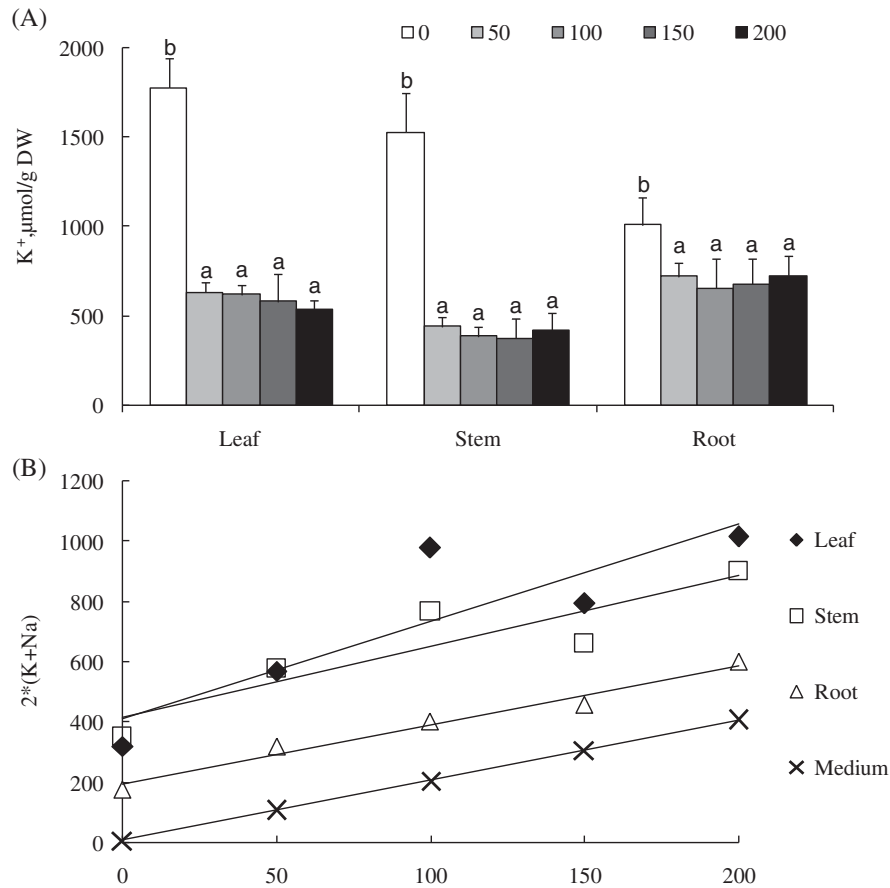 (A)
0 50 100 150 200
2000
1500
1000
500
0
K⁺,μmol/g DW
b a a a a
b a a a a
b a a a a
Leaf Stem Root
(B)
1200
1000
800
600
400
200
0
2*(K+Na)
0 50 100 150 200
Leaf
Stem
Root
Medium